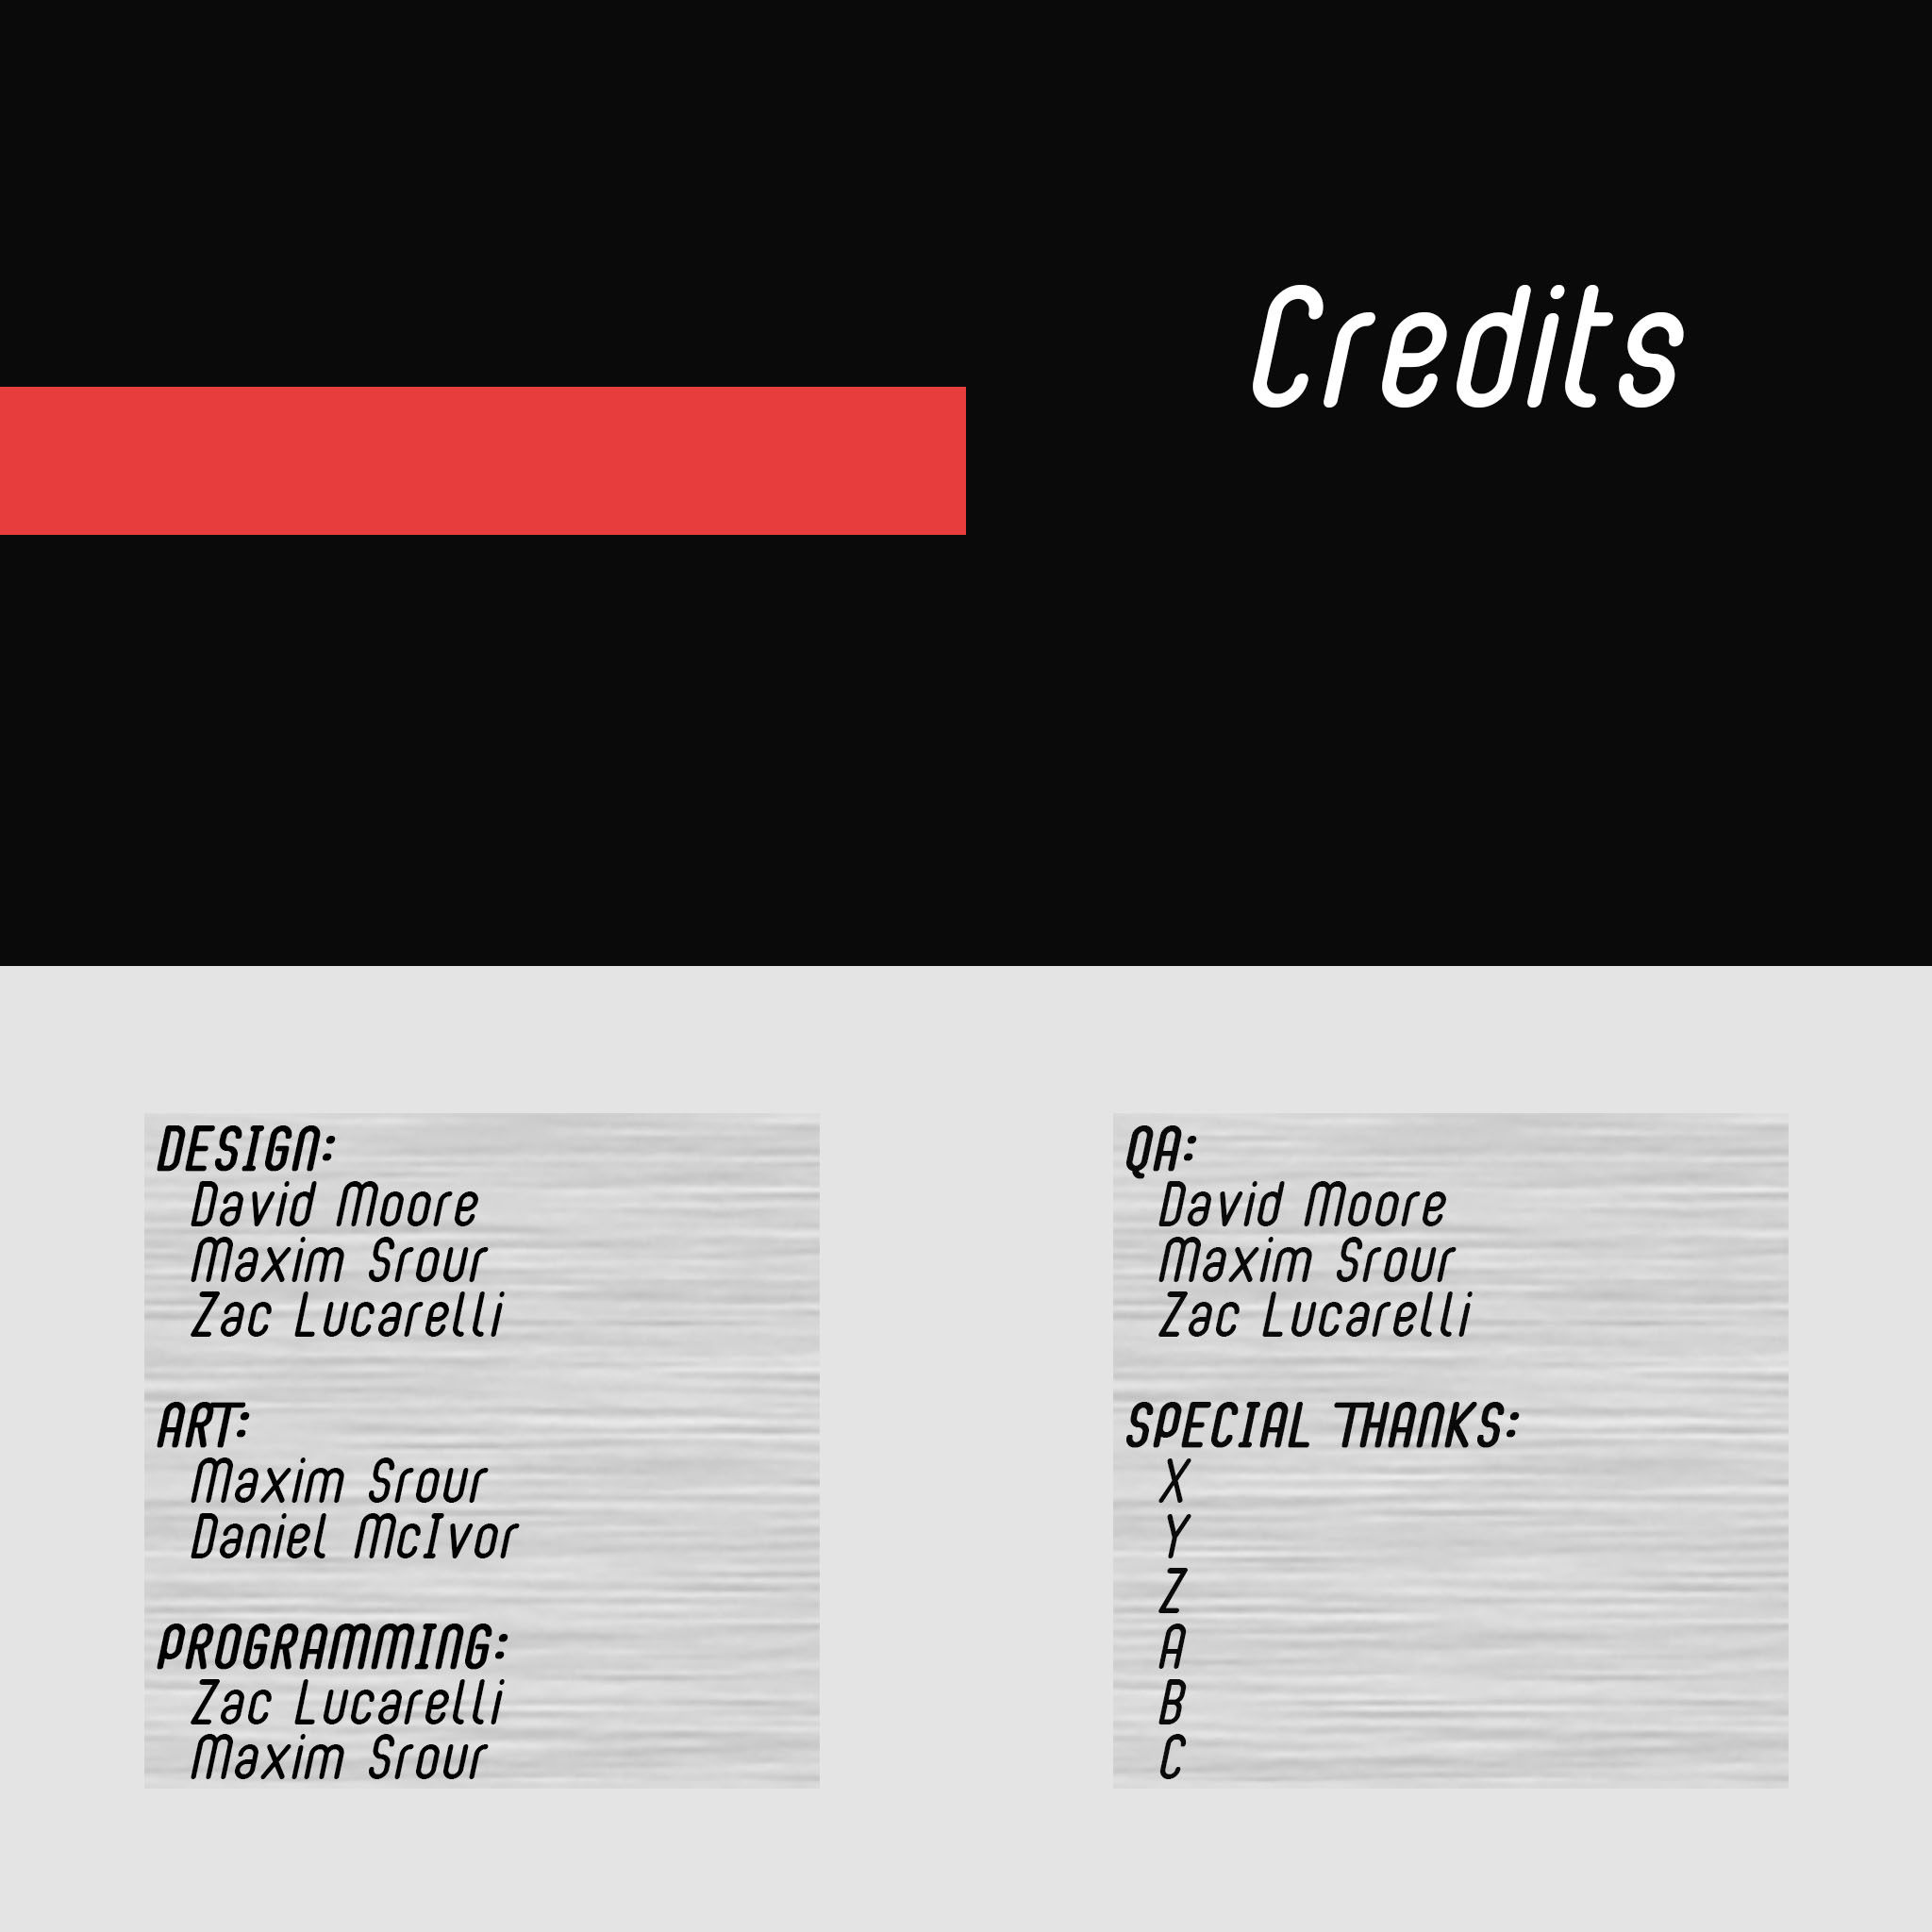 Credits
DESIGN:
David Moore
Maxim Srour
Zac Lucarelli
ART:
Maxim Srour
Daniel McIvor
PROGRAMMING:
Zac Lucarelli
Maxim Srour
QA:
David Moore
Maxim Srour
Zac Lucarelli
SPECIAL THANKS:
X
Y
Z
A
B
C